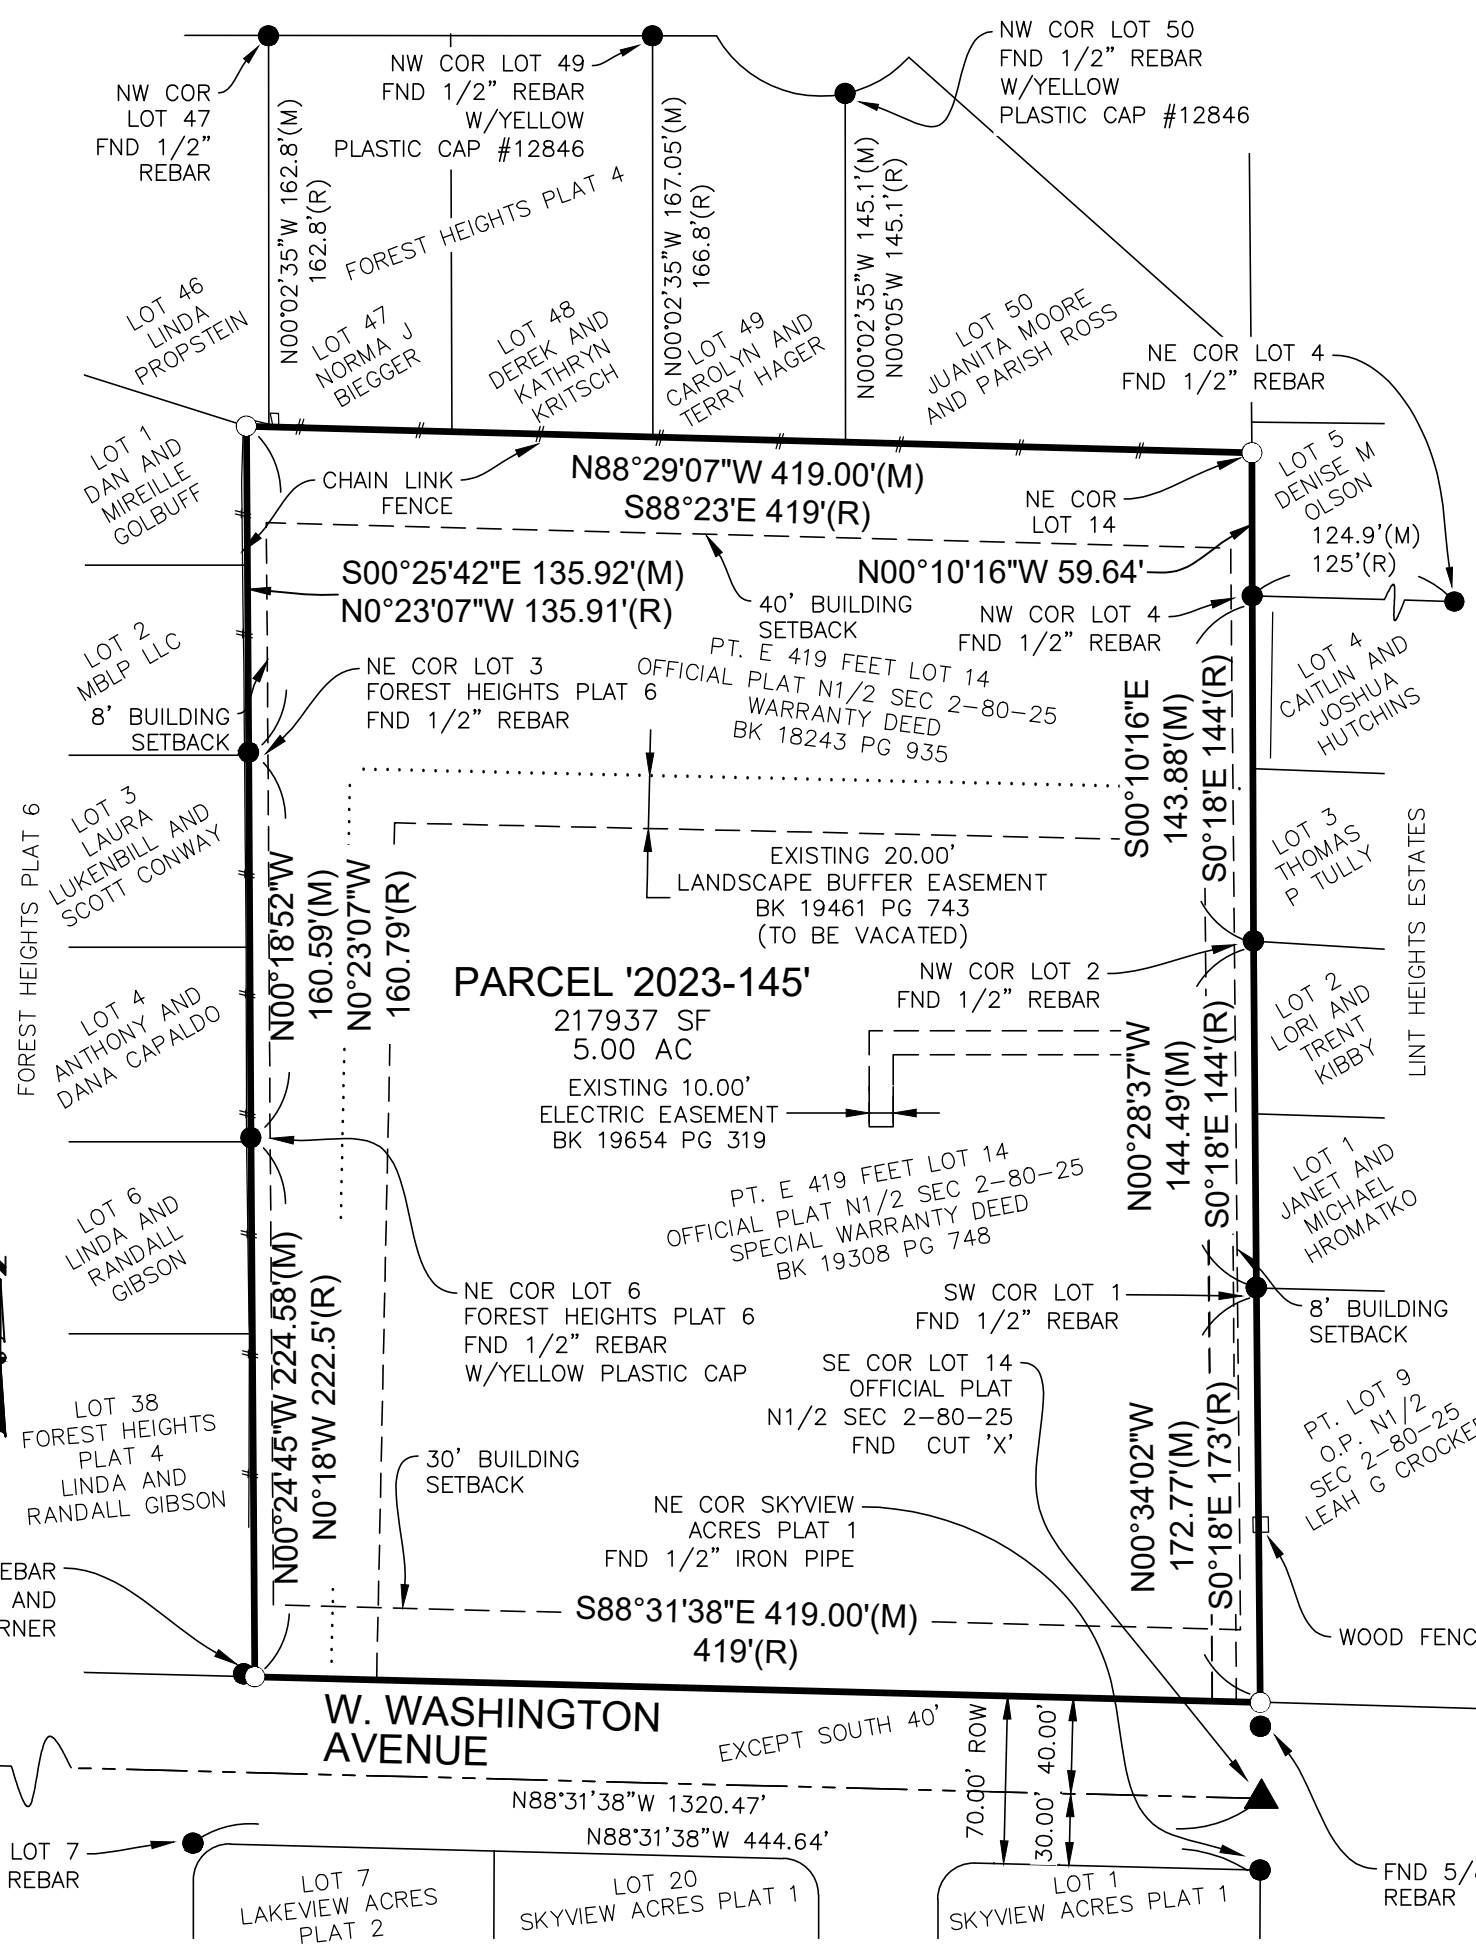 NW COR LOT 50
FND 1/2" REBAR
W/YELLOW
PLASTIC CAP #12846
NW COR LOT 49
FND 1/2" REBAR
W/YELLOW
PLASTIC CAP #12846
NW COR
LOT 47
FND 1/2"
REBAR
N00°02'35"W 162.8'(M)
162.8'(R)
FOREST HEIGHTS PLAT 4
N00°02'35"W 167.05'(M)
166.8'(R)
N00°02'35"W 145.1'(M)
N00°05'W 145.1'(R)
LOT 46
LINDA
PROPSTEIN
LOT 47
NORMA J
BIEGGER
LOT 48
DEREK AND
KATHRYN
KRITSCH
LOT 49
CAROLYN AND
TERRY HAGER
LOT 50
JUANITA MOORE
AND PARISH ROSS
NE COR LOT 4
FND 1/2" REBAR
LOT 1
DAN AND
MIREILLE
GOLBUFF
CHAIN LINK
FENCE
N88°29'07"W 419.00'(M)
S88°23'E 419'(R)
NE COR
LOT 14
LOT 5
DENISE M
OLSON
124.9'(M)
125'(R)
S00°25'42"E 135.92'(M)
N0°23'07"W 135.91'(R)
N00°10'16"W 59.64'
40' BUILDING
SETBACK
NW COR LOT 4
FND 1/2" REBAR
LOT 2
MBLP LLC
8' BUILDING
SETBACK
NE COR LOT 3
FOREST HEIGHTS PLAT 6
FND 1/2" REBAR
PT. E 419 FEET LOT 14
OFFICIAL PLAT N1/2 SEC 2-80-25
WARRANTY DEED
BK 18243 PG 935
S00°10'16"E
143.88'(M)
S0°18'E 144'(R)
LOT 4
CAITLIN AND
JOSHUA
HUTCHINS
FOREST HEIGHTS PLAT 6
LOT 3
LAURA
LUKENBILL AND
SCOTT CONWAY
N00°18'52"W
160.59'(M)
N0°23'07"W
160.79'(R)
EXISTING 20.00'
LANDSCAPE BUFFER EASEMENT
BK 19461 PG 743
(TO BE VACATED)
LOT 3
THOMAS
P TULLY
LINT HEIGHTS ESTATES
NW COR LOT 2
FND 1/2" REBAR
PARCEL '2023-145'
217937 SF
5.00 AC
LOT 4
ANTHONY AND
DANA CAPALDO
LOT 2
LORI AND
TRENT
KIBBY
EXISTING 10.00'
ELECTRIC EASEMENT
BK 19654 PG 319
N00°28'37"W
144.49'(M)
S0°18'E 144'(R)
PT. E 419 FEET LOT 14
OFFICIAL PLAT N1/2 SEC 2-80-25
SPECIAL WARRANTY DEED
BK 19308 PG 748
LOT 1
JANET AND
MICHAEL
HROMATKO
LOT 6
LINDA AND
RANDALL
GIBSON
N00°24'45"W 224.58'(M)
N0°18'W 222.5'(R)
NE COR LOT 6
FOREST HEIGHTS PLAT 6
FND 1/2" REBAR
W/YELLOW PLASTIC CAP
SW COR LOT 1
FND 1/2" REBAR
8' BUILDING
SETBACK
SE COR LOT 14
OFFICIAL PLAT
N1/2 SEC 2-80-25
FND CUT 'X'
LOT 38
FOREST HEIGHTS
PLAT 4
LINDA AND
RANDALL GIBSON
30' BUILDING
SETBACK
N00°34'02"W
172.77'(M)
S0°18'E 173'(R)
PT. LOT 9
O.P. N1/2
SEC 2-80-25
LEAH G CROCKE
NE COR SKYVIEW
ACRES PLAT 1
FND 1/2" IRON PIPE
EBAR
AND
RNER
S88°31'38"E 419.00'(M)
419'(R)
WOOD FENC
W. WASHINGTON
AVENUE
EXCEPT SOUTH 40'
70.00' ROW
40.00'
30.00'
N88°31'38"W 1320.47'
N88°31'38"W 444.64'
LOT 7
REBAR
LOT 7
LAKEVIEW ACRES
PLAT 2
LOT 20
SKYVIEW ACRES PLAT 1
LOT 1
SKYVIEW ACRES PLAT 1
FND 5/
REBAR